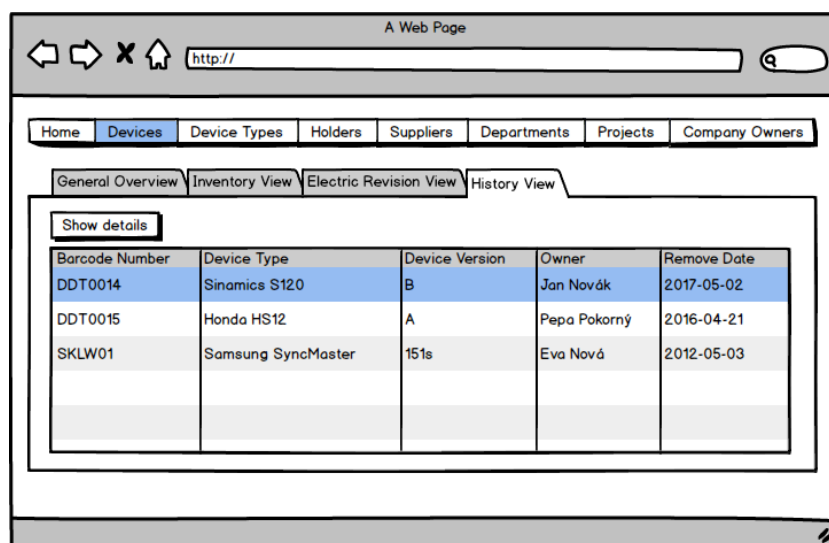 A Web Page
http://
Home Devices Device Types Holders Suppliers Departments Projects Company Owners
General Overview Inventory View Electric Revision View History View
Show details
Barcode Number Device Type Device Version Owner Remove Date
DDT0014 Sinamics S120 B Jan Novák 2017-05-02
DDT0015 Honda HS12 A Pepa Pokorný 2016-04-21
SKLW01 Samsung SyncMaster 151s Eva Nová 2012-05-03